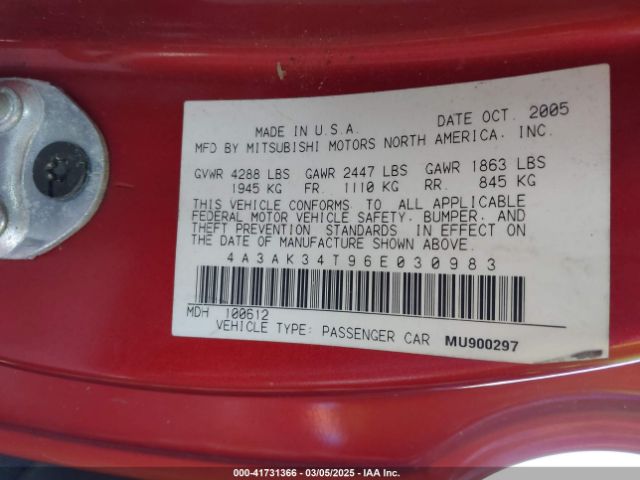 MADE IN U.S.A. DATE OCT. 2005
MFD BY MITSUBISHI MOTORS NORTH AMERICA. INC.
GVWR 4288 LBS GAWR 2447 LBS GAWR 1863 LBS
1945 KG FR. 1110 KG RR. 845 KG
THIS VEHICLE CONFORMS TO ALL APPLICABLE
FEDERAL MOTOR VEHICLE SAFETY. BUMPER. AND
THEFT PREVENTION STANDARDS IN EFFECT ON
THE DATE OF MANUFACTURE SHOWN ABOVE.
4A3AK34T96E030983
MDH 100612
VEHICLE TYPE: PASSENGER CAR MU900297
000-41731366 — 03/05/2025 — IAA Inc.